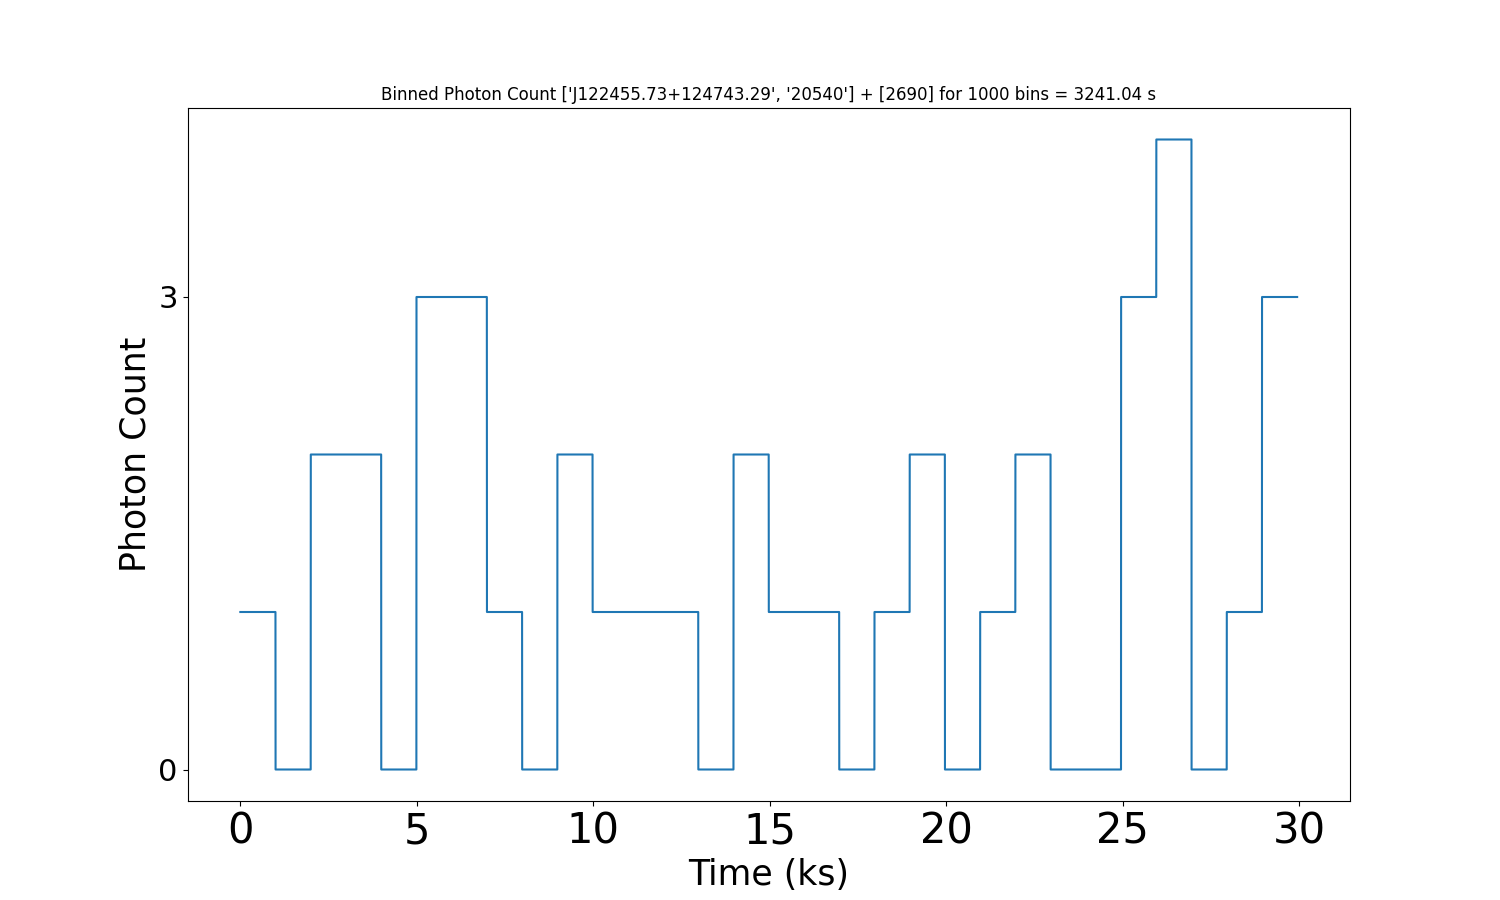 Binned Photon Count ['J122455.73+124743.29', '20540'] + [2690] for 1000 bins = 3241.04 s
3
0
Photon Count
0 5 10 15 20 25 30
Time (ks)